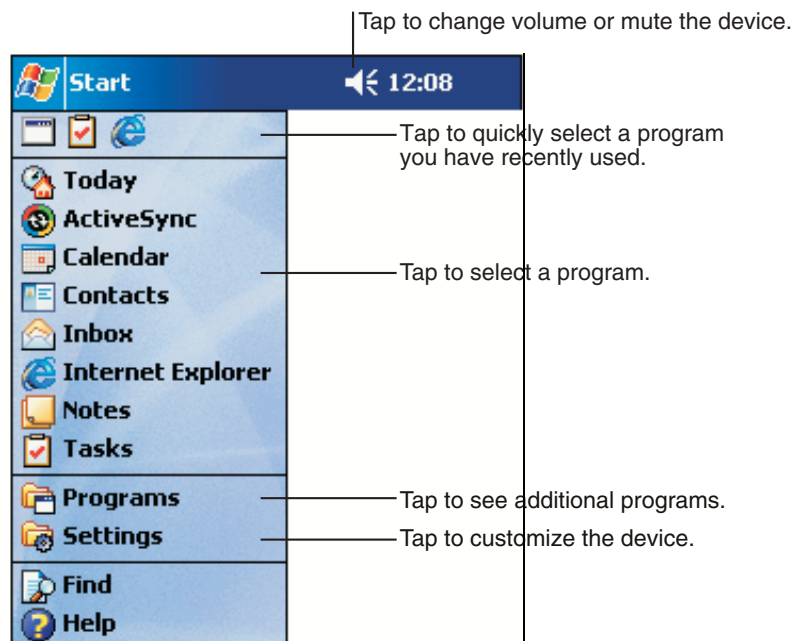 Tap to change volume or mute the device.
Start 12:08
Tap to quickly select a program
you have recently used.
Today
ActiveSync
Calendar
Tap to select a program.
Contacts
Inbox
Internet Explorer
Notes
Tasks
Programs
Tap to see additional programs.
Settings
Tap to customize the device.
Find
Help